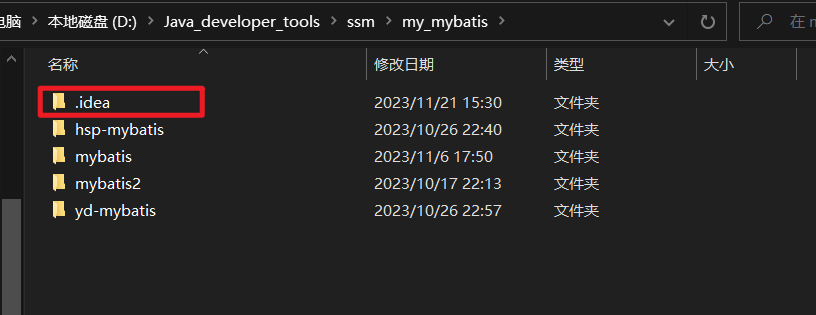 电脑 › 本地磁盘 (D:) › Java_developer_tools › ssm › my_mybatis ›
在 m
名称 修改日期 类型 大小
.idea 2023/11/21 15:30 文件夹
hsp-mybatis 2023/10/26 22:40 文件夹
mybatis 2023/11/6 17:50 文件夹
mybatis2 2023/10/17 22:13 文件夹
yd-mybatis 2023/10/26 22:57 文件夹